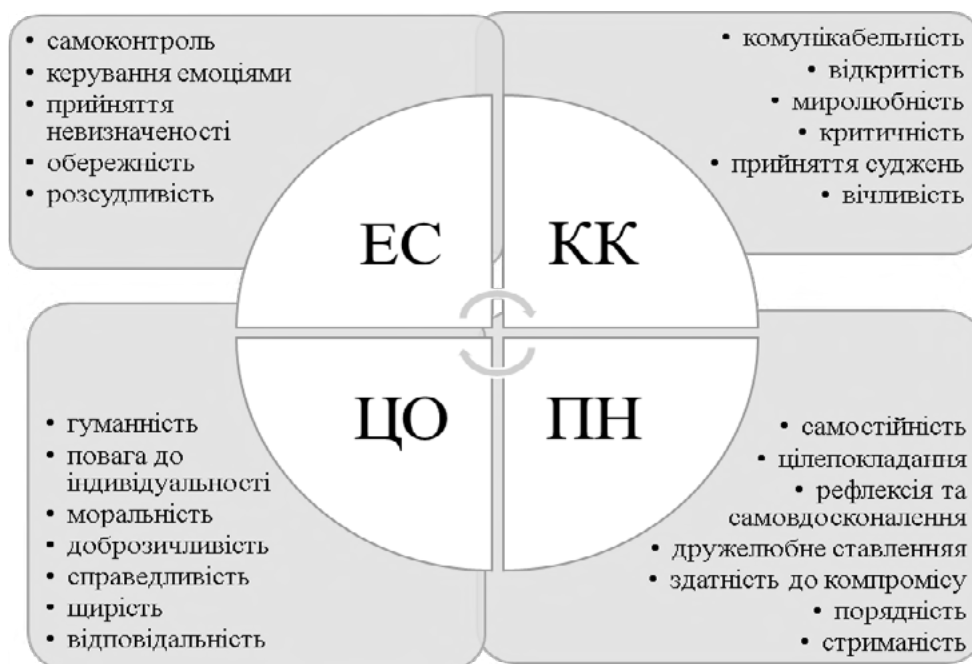 • самоконтроль
• керування емоціями
• прийняття
невизначеності
• обережність
• розсудливість
• комунікабельність
• відкритість
• миролюбність
• критичність
• прийняття суджень
• вічливість
ЕС
КК
ЦО
ПН
• гуманність
• повага до
індивідуальності
• моральність
• доброзичливість
• справедливість
• щирість
• відповідальність
• самостійність
• цілепокладання
• рефлексія та
самовдосконалення
• дружелюбне ставленняя
• здатність до компромісу
• порядність
• стриманість